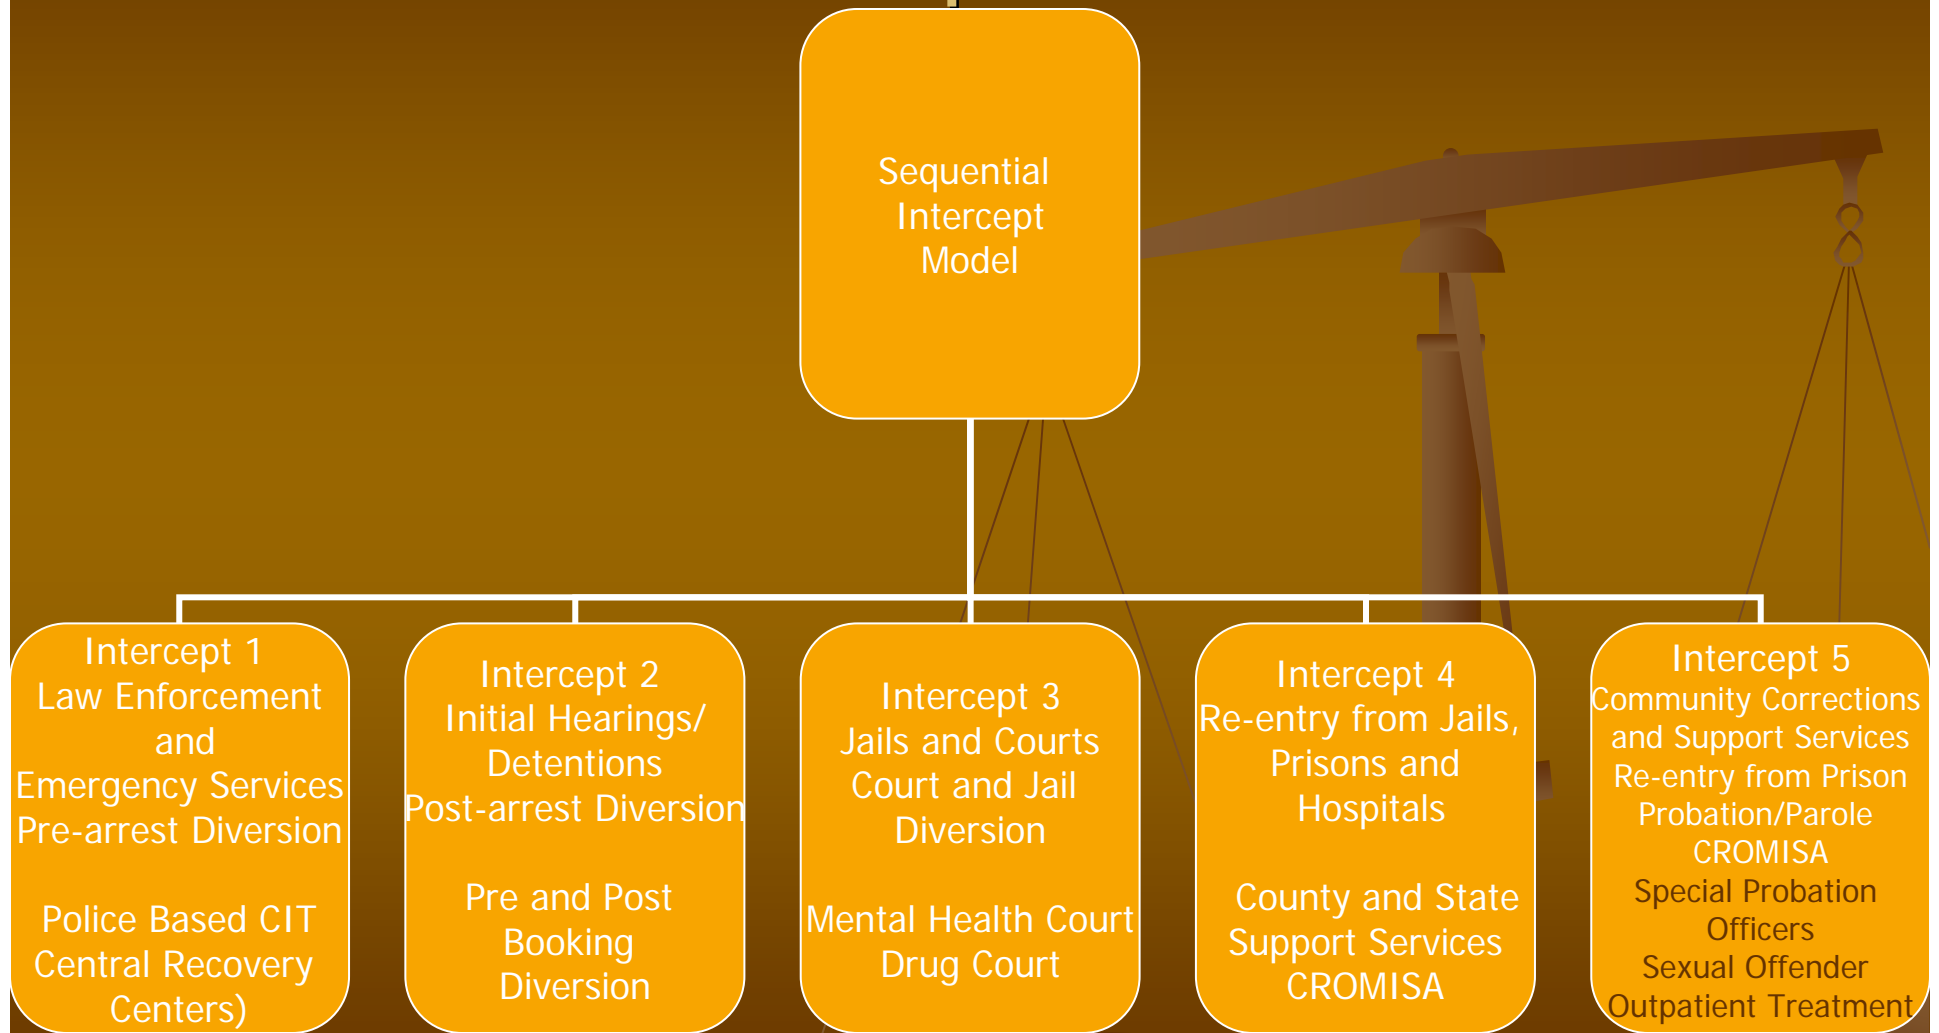 Sequential
Intercept
Model
Intercept 1
Law Enforcement
and
Emergency Services
Pre-arrest Diversion
Police Based CIT
Central Recovery
Centers)
Intercept 2
Initial Hearings/
Detentions
Post-arrest Diversion
Pre and Post
Booking
Diversion
Intercept 3
Jails and Courts
Court and Jail
Diversion
Mental Health Court
Drug Court
Intercept 4
Re-entry from Jails,
Prisons and
Hospitals
County and State
Support Services
CROMISA
Intercept 5
Community Corrections
and Support Services
Re-entry from Prison
Probation/Parole
CROMISA
Special Probation
Officers
Sexual Offender
Outpatient Treatment